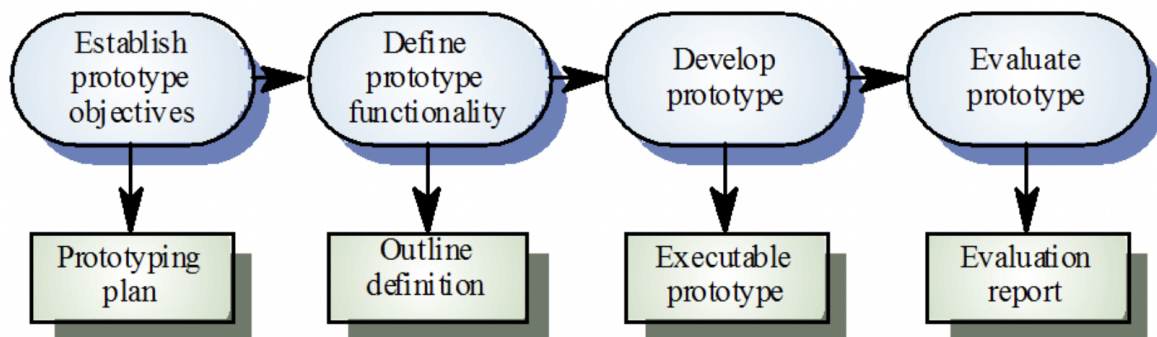 Establish
prototype
objectives
Define
prototype
functionality
Develop
prototype
Evaluate
prototype
Prototyping
plan
Outline
definition
Executable
prototype
Evaluation
report